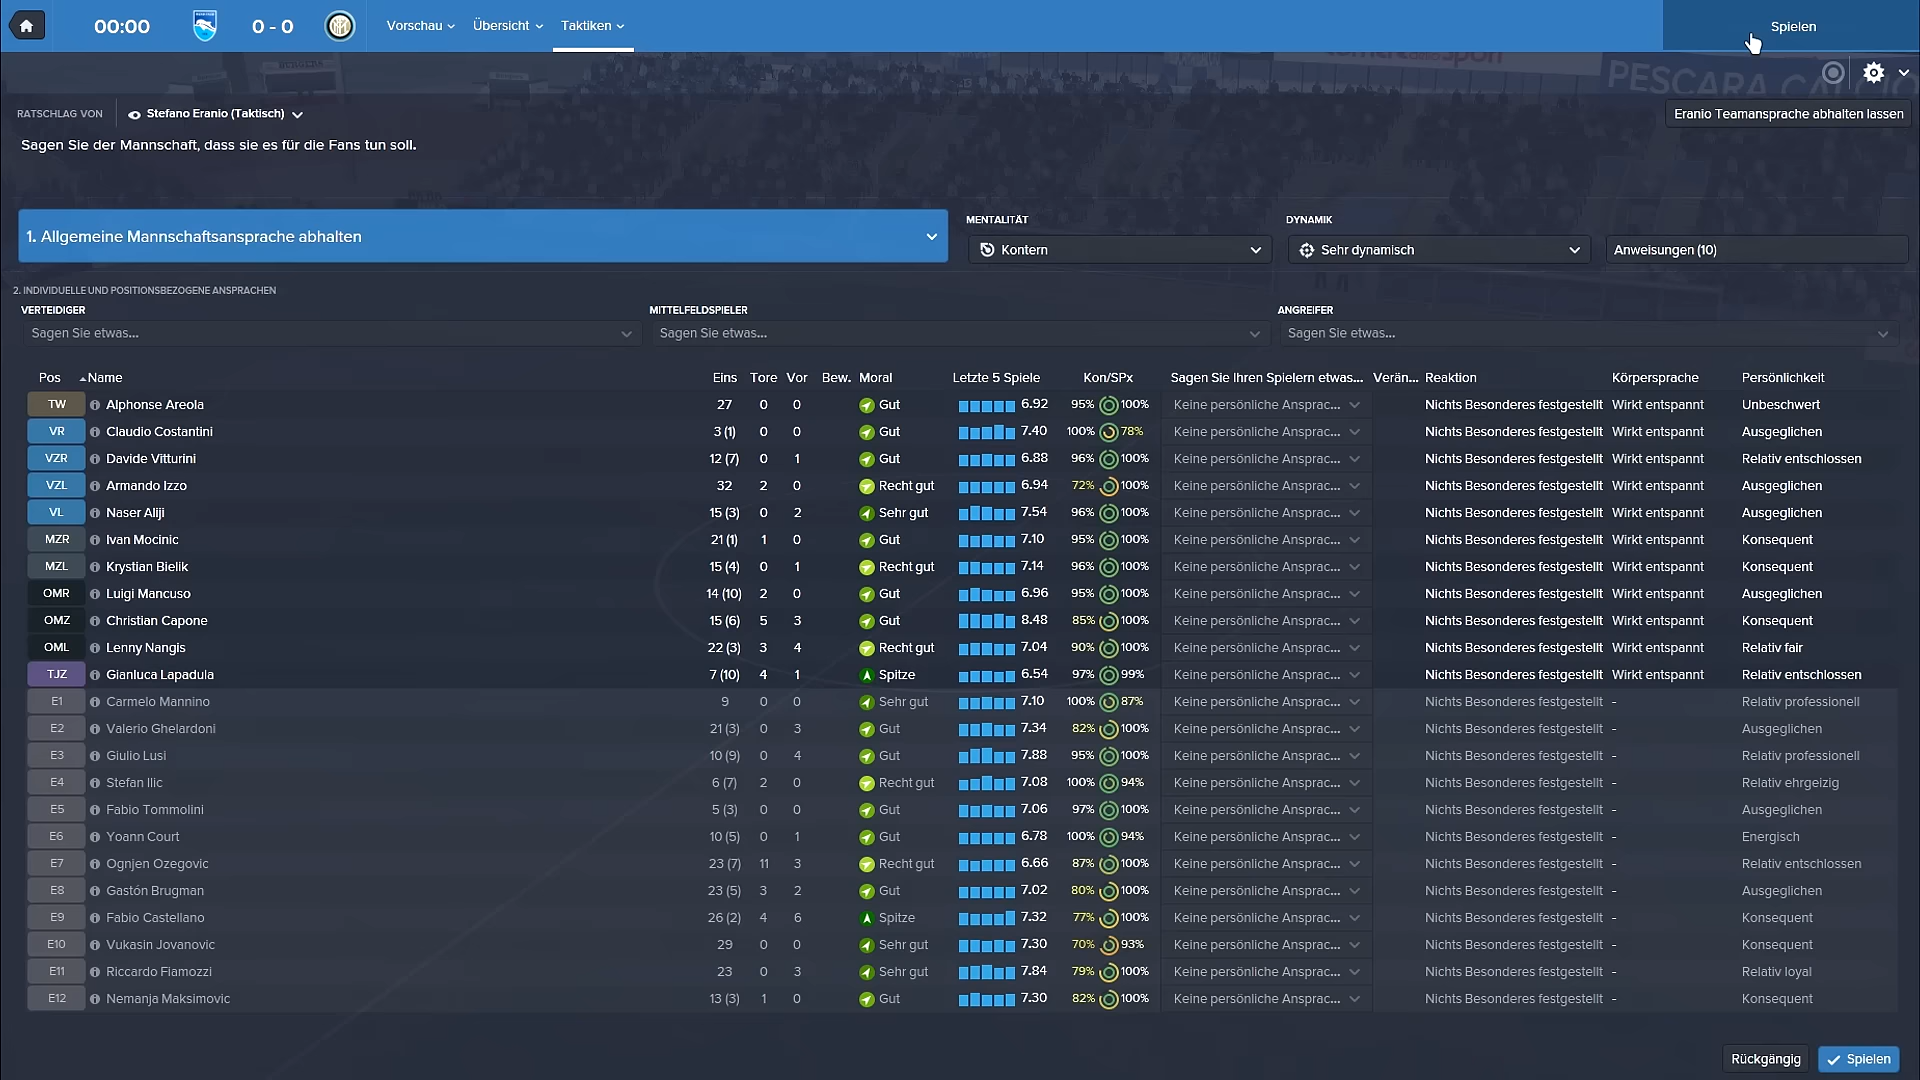 00:00 0 - 0 Vorschau Übersicht Taktiken Spielen
PESCARA CALCIO
RATSCHLAG VON Stefano Eranio (Taktisch) Eranio Teamansprache abhalten lassen
Sagen Sie der Mannschaft, dass sie es für die Fans tun soll.
MENTALITÄT DYNAMIK
1. Allgemeine Mannschaftsansprache abhalten Kontern Sehr dynamisch Anweisungen (10)
2. INDIVIDUELLE UND POSITIONSBEZOGENE ANSPRACHEN
VERTEIDIGER MITTELFELDSPIELER ANGREIFER
Sagen Sie etwas... Sagen Sie etwas... Sagen Sie etwas...
Pos Name Eins Tore Vor Bew. Moral Letzte 5 Spiele Kon/SPx Sagen Sie Ihren Spielern etwas... Verän... Reaktion Körpersprache Persönlichkeit
TW Alphonse Areola 27 0 0 Gut 6.92 95% 100% Keine persönliche Ansprac... Nichts Besonderes festgestellt Wirkt entspannt Unbeschwert
VR Claudio Costantini 3 (1) 0 0 Gut 7.40 100% 78% Keine persönliche Ansprac... Nichts Besonderes festgestellt Wirkt entspannt Ausgeglichen
VZR Davide Vitturini 12 (7) 0 1 Gut 6.88 96% 100% Keine persönliche Ansprac... Nichts Besonderes festgestellt Wirkt entspannt Relativ entschlossen
VZL Armando Izzo 32 2 0 Recht gut 6.94 72% 100% Keine persönliche Ansprac... Nichts Besonderes festgestellt Wirkt entspannt Ausgeglichen
VL Naser Aliji 15 (3) 0 2 Sehr gut 7.54 96% 100% Keine persönliche Ansprac... Nichts Besonderes festgestellt Wirkt entspannt Ausgeglichen
MZR Ivan Mocinic 21 (1) 1 0 Gut 7.10 95% 100% Keine persönliche Ansprac... Nichts Besonderes festgestellt Wirkt entspannt Konsequent
MZL Krystian Bielik 15 (4) 0 1 Recht gut 7.14 96% 100% Keine persönliche Ansprac... Nichts Besonderes festgestellt Wirkt entspannt Konsequent
OMR Luigi Mancuso 14 (10) 2 0 Gut 6.96 95% 100% Keine persönliche Ansprac... Nichts Besonderes festgestellt Wirkt entspannt Ausgeglichen
OMZ Christian Capone 15 (6) 5 3 Gut 8.48 85% 100% Keine persönliche Ansprac... Nichts Besonderes festgestellt Wirkt entspannt Konsequent
OML Lenny Nangis 22 (3) 3 4 Recht gut 7.04 90% 100% Keine persönliche Ansprac... Nichts Besonderes festgestellt Wirkt entspannt Relativ fair
TJZ Gianluca Lapadula 7 (10) 4 1 Spitze 6.54 97% 99% Keine persönliche Ansprac... Nichts Besonderes festgestellt Wirkt entspannt Relativ entschlossen
E1 Carmelo Mannino 9 0 0 Sehr gut 7.10 100% 87% Keine persönliche Ansprac... Nichts Besonderes festgestellt - Relativ professionell
E2 Valerio Ghelardoni 21 (3) 0 3 Gut 7.34 82% 100% Keine persönliche Ansprac... Nichts Besonderes festgestellt - Ausgeglichen
E3 Giulio Lusi 10 (9) 0 4 Gut 7.88 95% 100% Keine persönliche Ansprac... Nichts Besonderes festgestellt - Relativ professionell
E4 Stefan Ilic 6 (7) 2 0 Recht gut 7.08 100% 94% Keine persönliche Ansprac... Nichts Besonderes festgestellt - Relativ ehrgeizig
E5 Fabio Tommolini 5 (3) 0 0 Gut 7.06 97% 100% Keine persönliche Ansprac... Nichts Besonderes festgestellt - Ausgeglichen
E6 Yoann Court 10 (5) 0 1 Gut 6.78 100% 94% Keine persönliche Ansprac... Nichts Besonderes festgestellt - Energisch
E7 Ognjen Ozegovic 23 (7) 11 3 Recht gut 6.66 87% 100% Keine persönliche Ansprac... Nichts Besonderes festgestellt - Relativ entschlossen
E8 Gastón Brugman 23 (5) 3 2 Gut 7.02 80% 100% Keine persönliche Ansprac... Nichts Besonderes festgestellt - Ausgeglichen
E9 Fabio Castellano 26 (2) 4 6 Spitze 7.32 77% 100% Keine persönliche Ansprac... Nichts Besonderes festgestellt - Konsequent
E10 Vukasin Jovanovic 29 0 0 Sehr gut 7.30 70% 93% Keine persönliche Ansprac... Nichts Besonderes festgestellt - Konsequent
E11 Riccardo Fiamozzi 23 0 3 Sehr gut 7.84 79% 100% Keine persönliche Ansprac... Nichts Besonderes festgestellt - Relativ loyal
E12 Nemanja Maksimovic 13 (3) 1 0 Gut 7.30 82% 100% Keine persönliche Ansprac... Nichts Besonderes festgestellt - Konsequent
Rückgängig Spielen